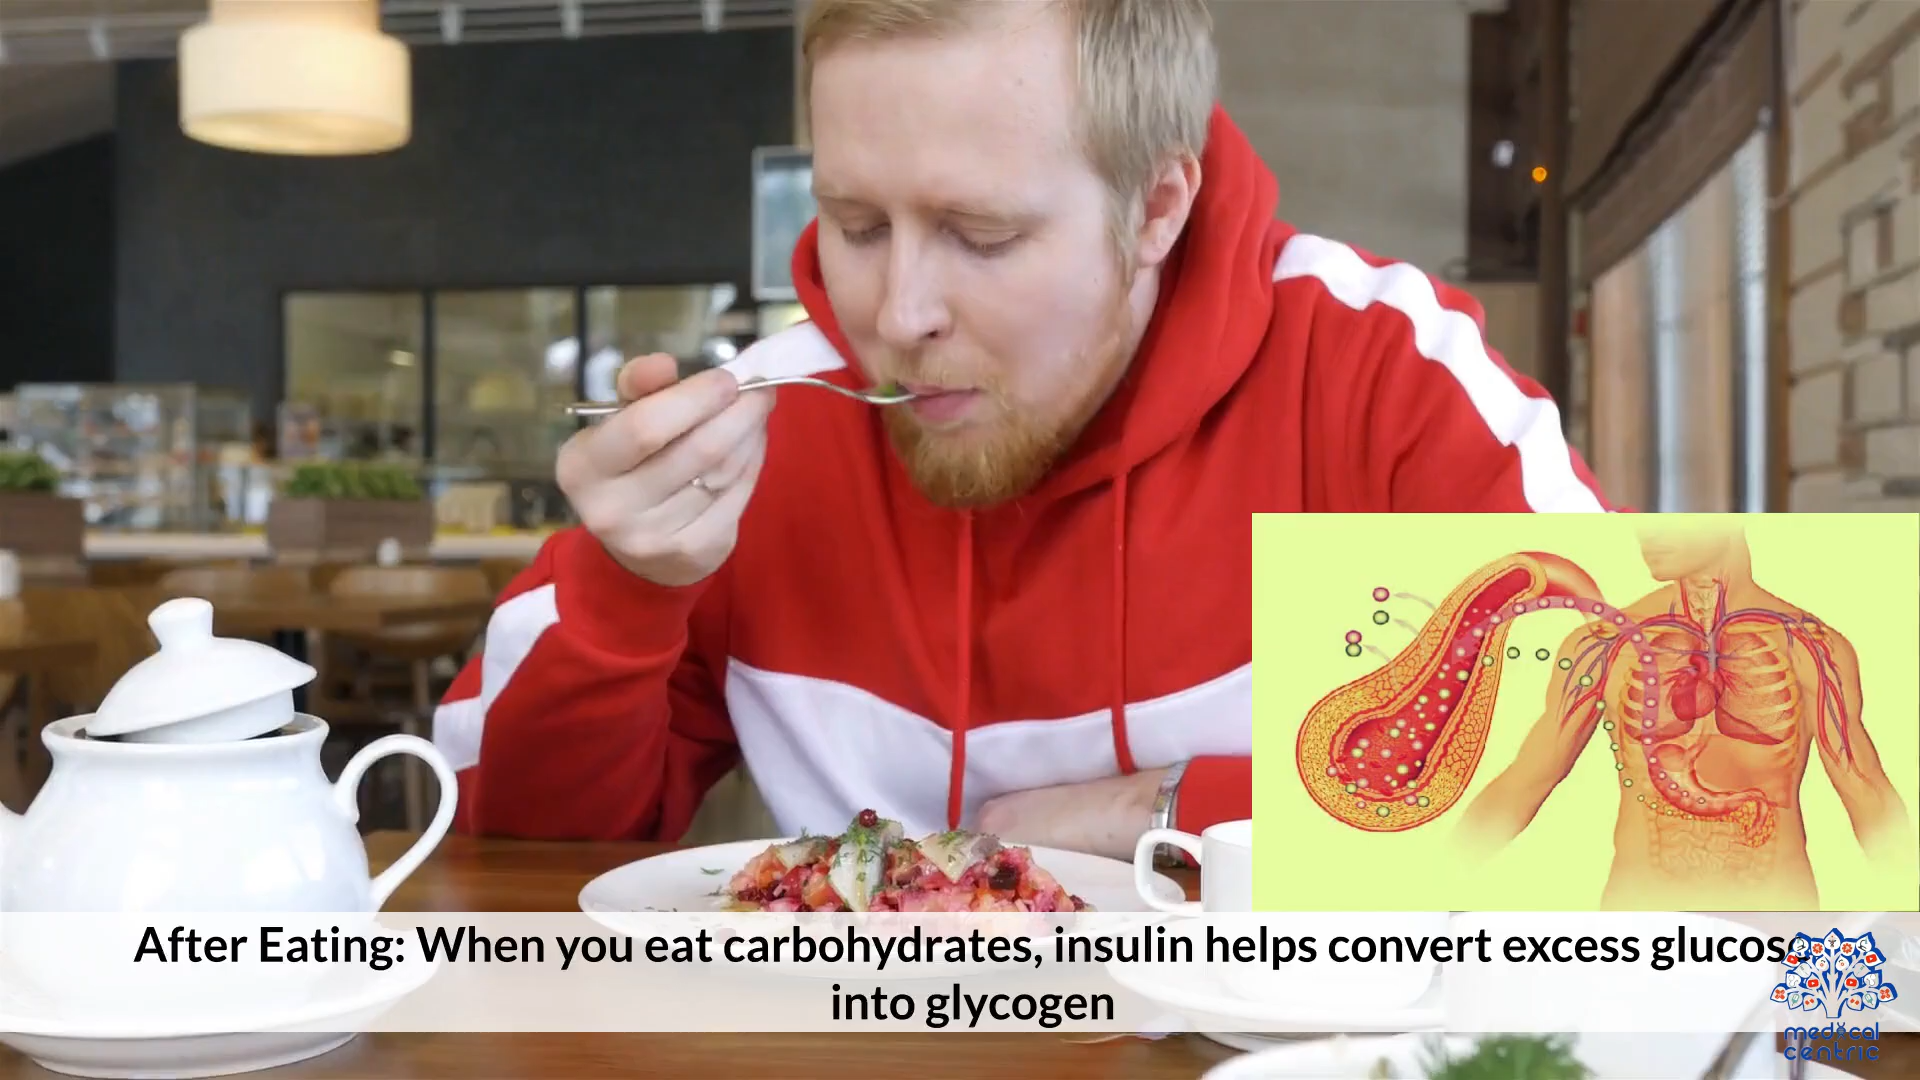 After Eating: When you eat carbohydrates, insulin helps convert excess glucose
into glycogen
medical
centric